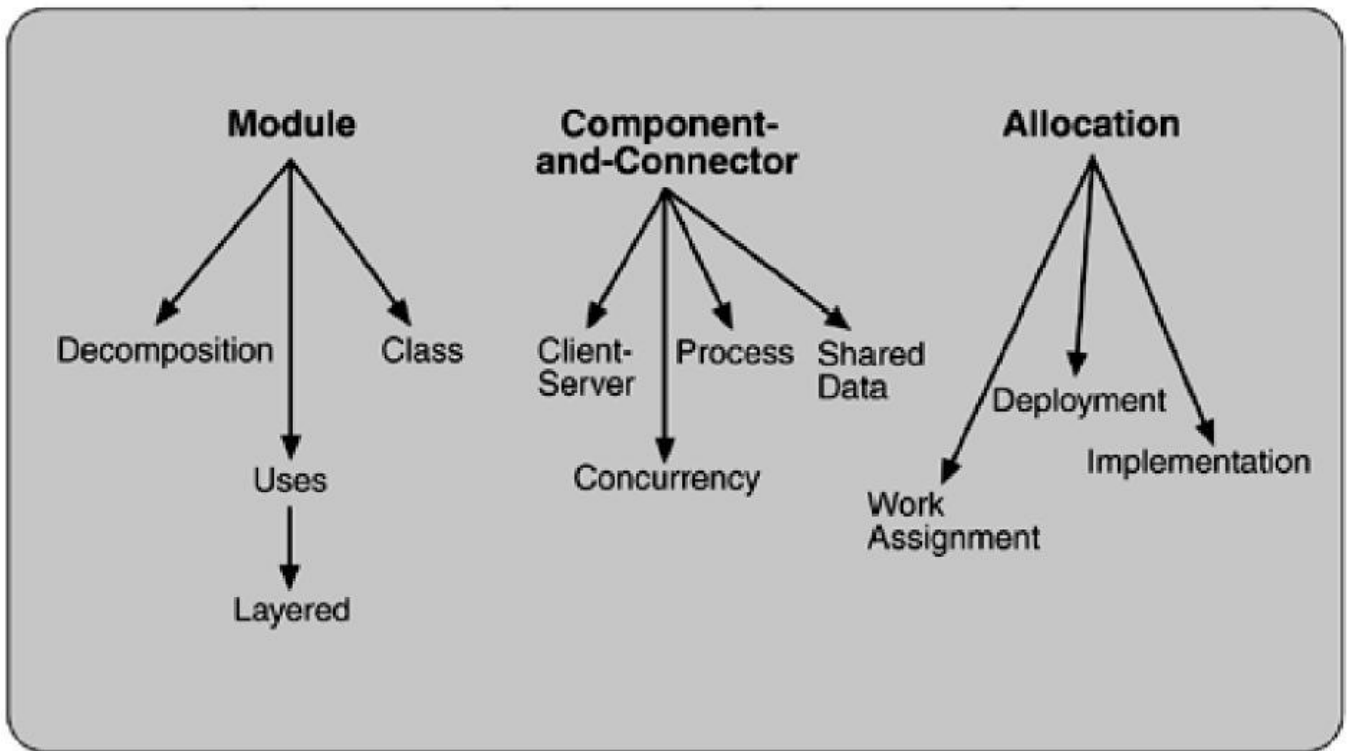 Module
Component-
and-Connector
Allocation
Decomposition
Class
Client-
Server
Process
Shared
Data
Deployment
Uses
Concurrency
Implementation
Work
Assignment
Layered